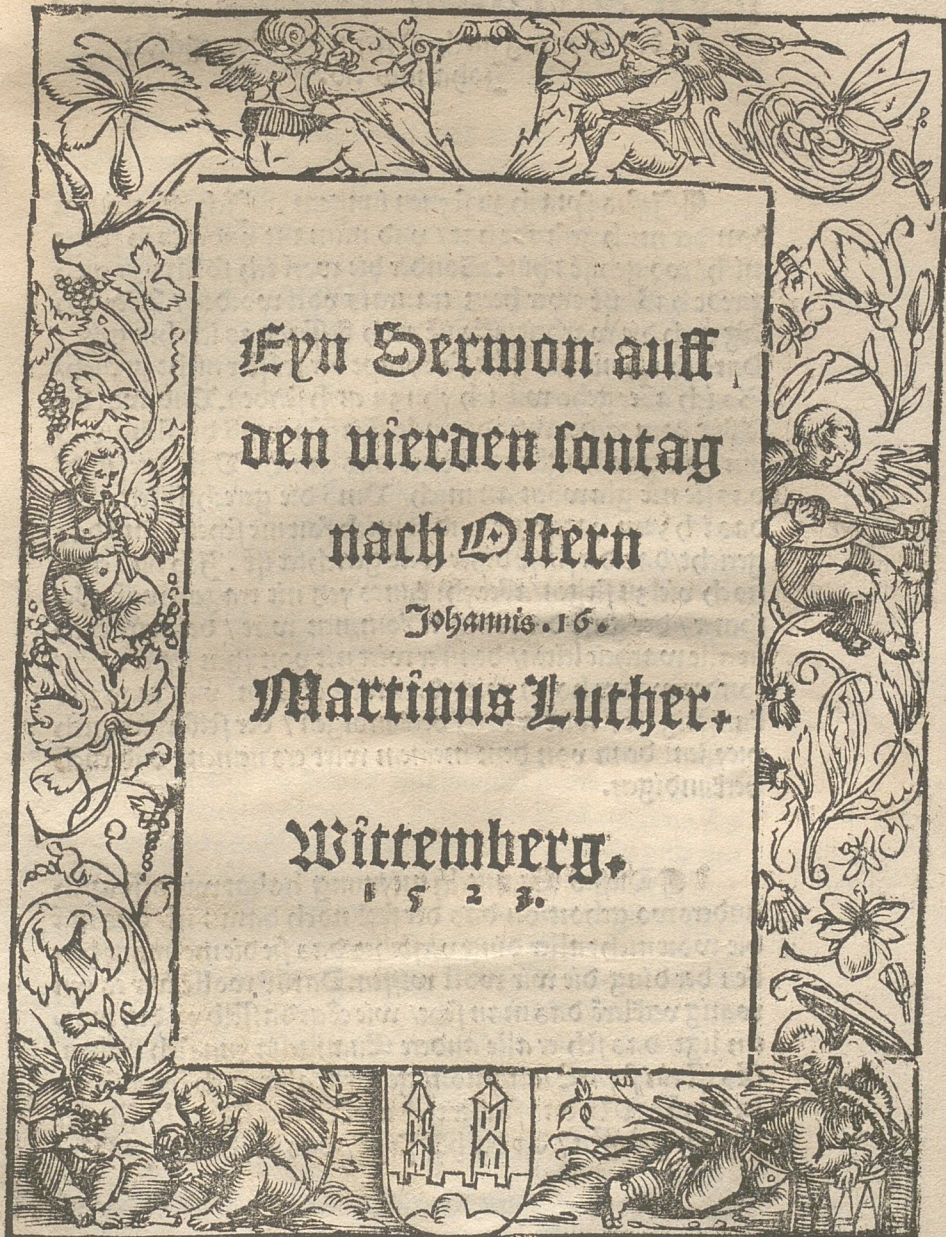 Eyn Sermon auff
den vierden sontag
nach Ostern
Johannis .16.
Martinus Luther.
Wittemberg.
1523.